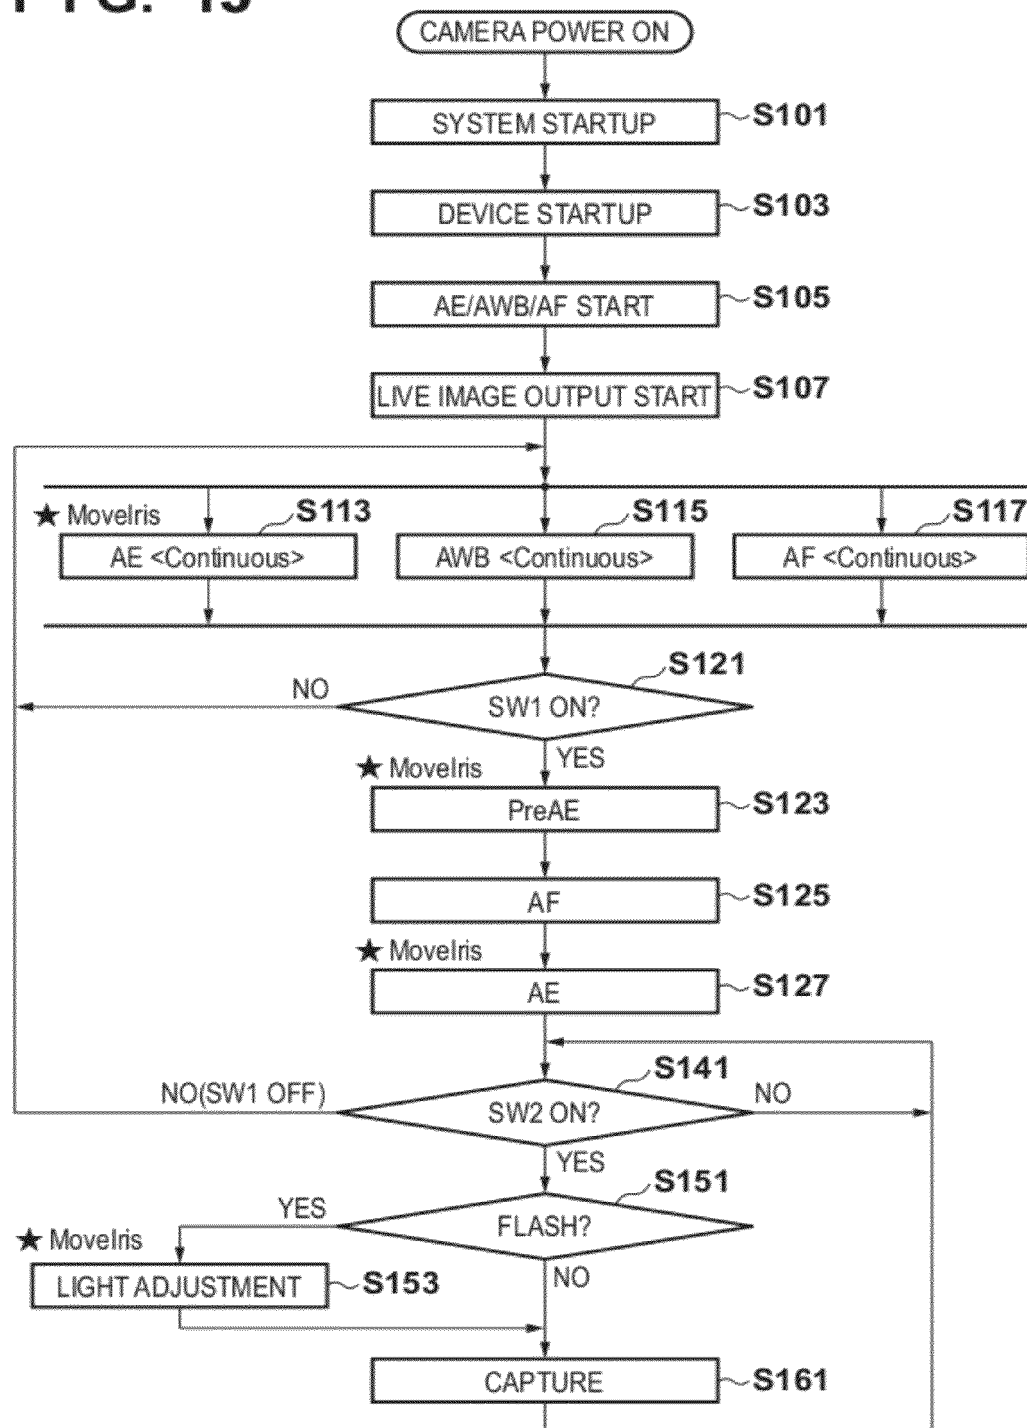 FIG. 15
CAMERA POWER ON
SYSTEM STARTUP
S101
DEVICE STARTUP
S103
AE/AWB/AF START
S105
LIVE IMAGE OUTPUT START
S107
★ MoveIris
S113
S115
S117
AE <Continuous>
AWB <Continuous>
AF <Continuous>
S121
NO
SW1 ON?
YES
★ MoveIris
PreAE
S123
AF
S125
★ MoveIris
AE
S127
S141
NO(SW1 OFF)
SW2 ON?
NO
YES
S151
YES
FLASH?
★ MoveIris
NO
LIGHT ADJUSTMENT
S153
CAPTURE
S161